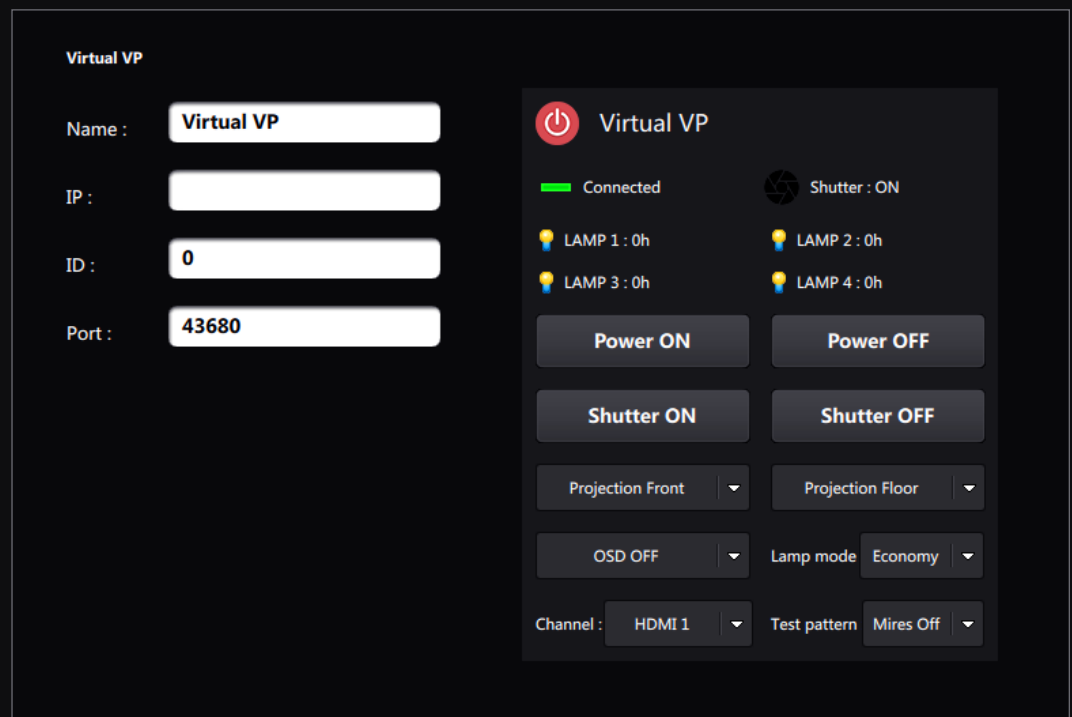 Virtual VP
Name :
Virtual VP
IP :
ID :
0
Port :
43680
Virtual VP
Connected
Shutter : ON
LAMP 1 : 0h
LAMP 2 : 0h
LAMP 3 : 0h
LAMP 4 : 0h
Power ON
Power OFF
Shutter ON
Shutter OFF
Projection Front
Projection Floor
OSD OFF
Lamp mode
Economy
Channel :
HDMI 1
Test pattern
Mires Off